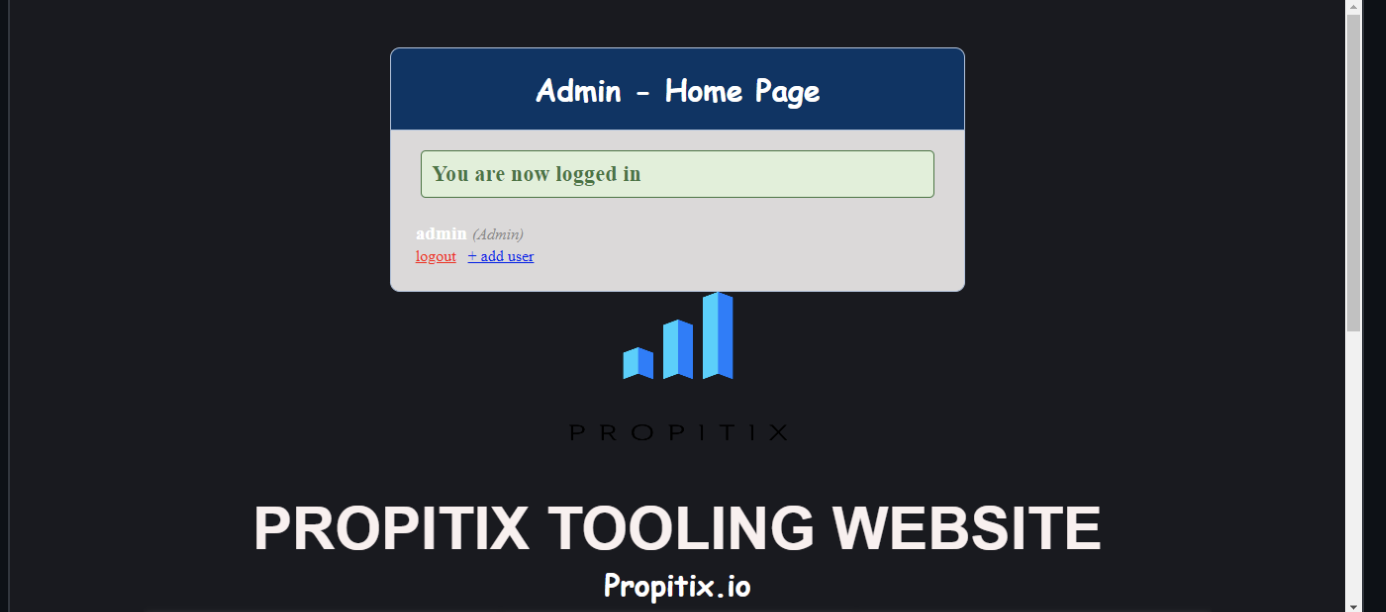 Admin - Home Page
You are now logged in
admin (Admin)
logout + add user
PROPITIX
PROPITIX TOOLING WEBSITE
Propitix.io